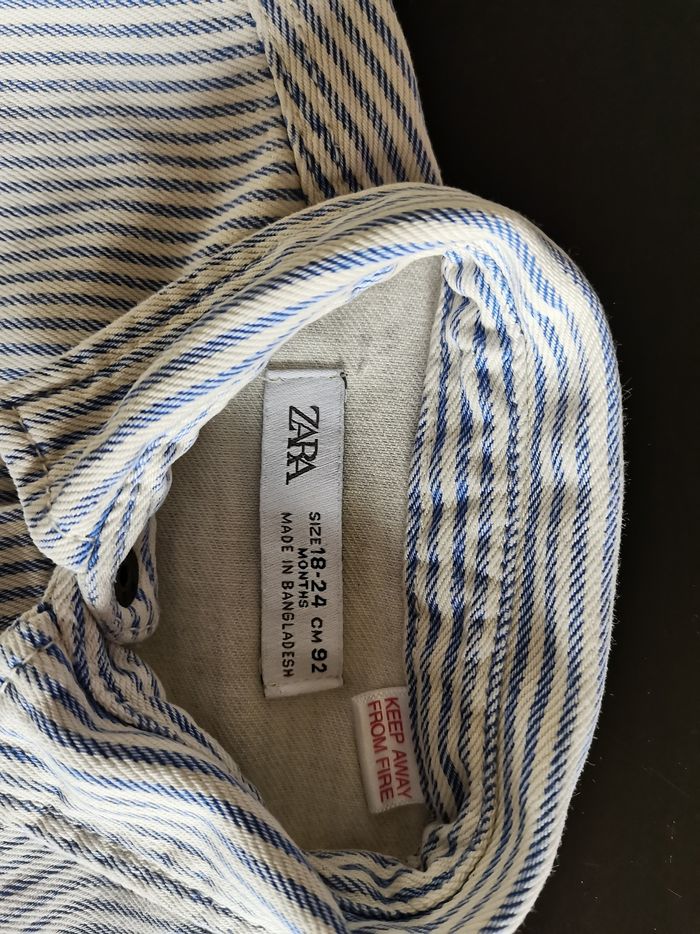 ZARA
SIZE 18-24 CM 92
MONTHS
MADE IN BANGLADESH
KEEP AWAY
FROM FIRE